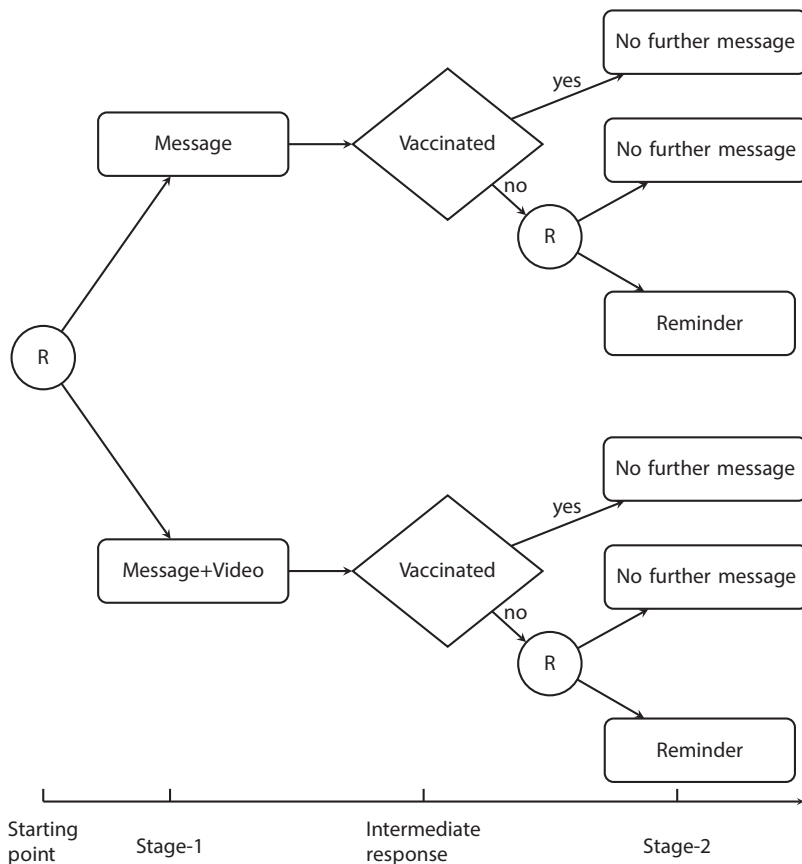 No further message
yes
Message
Vaccinated
No further message
no
R
Reminder
R
No further message
yes
Message+Video
Vaccinated
No further message
no
R
Reminder
Starting
point
Stage-1
Intermediate
response
Stage-2